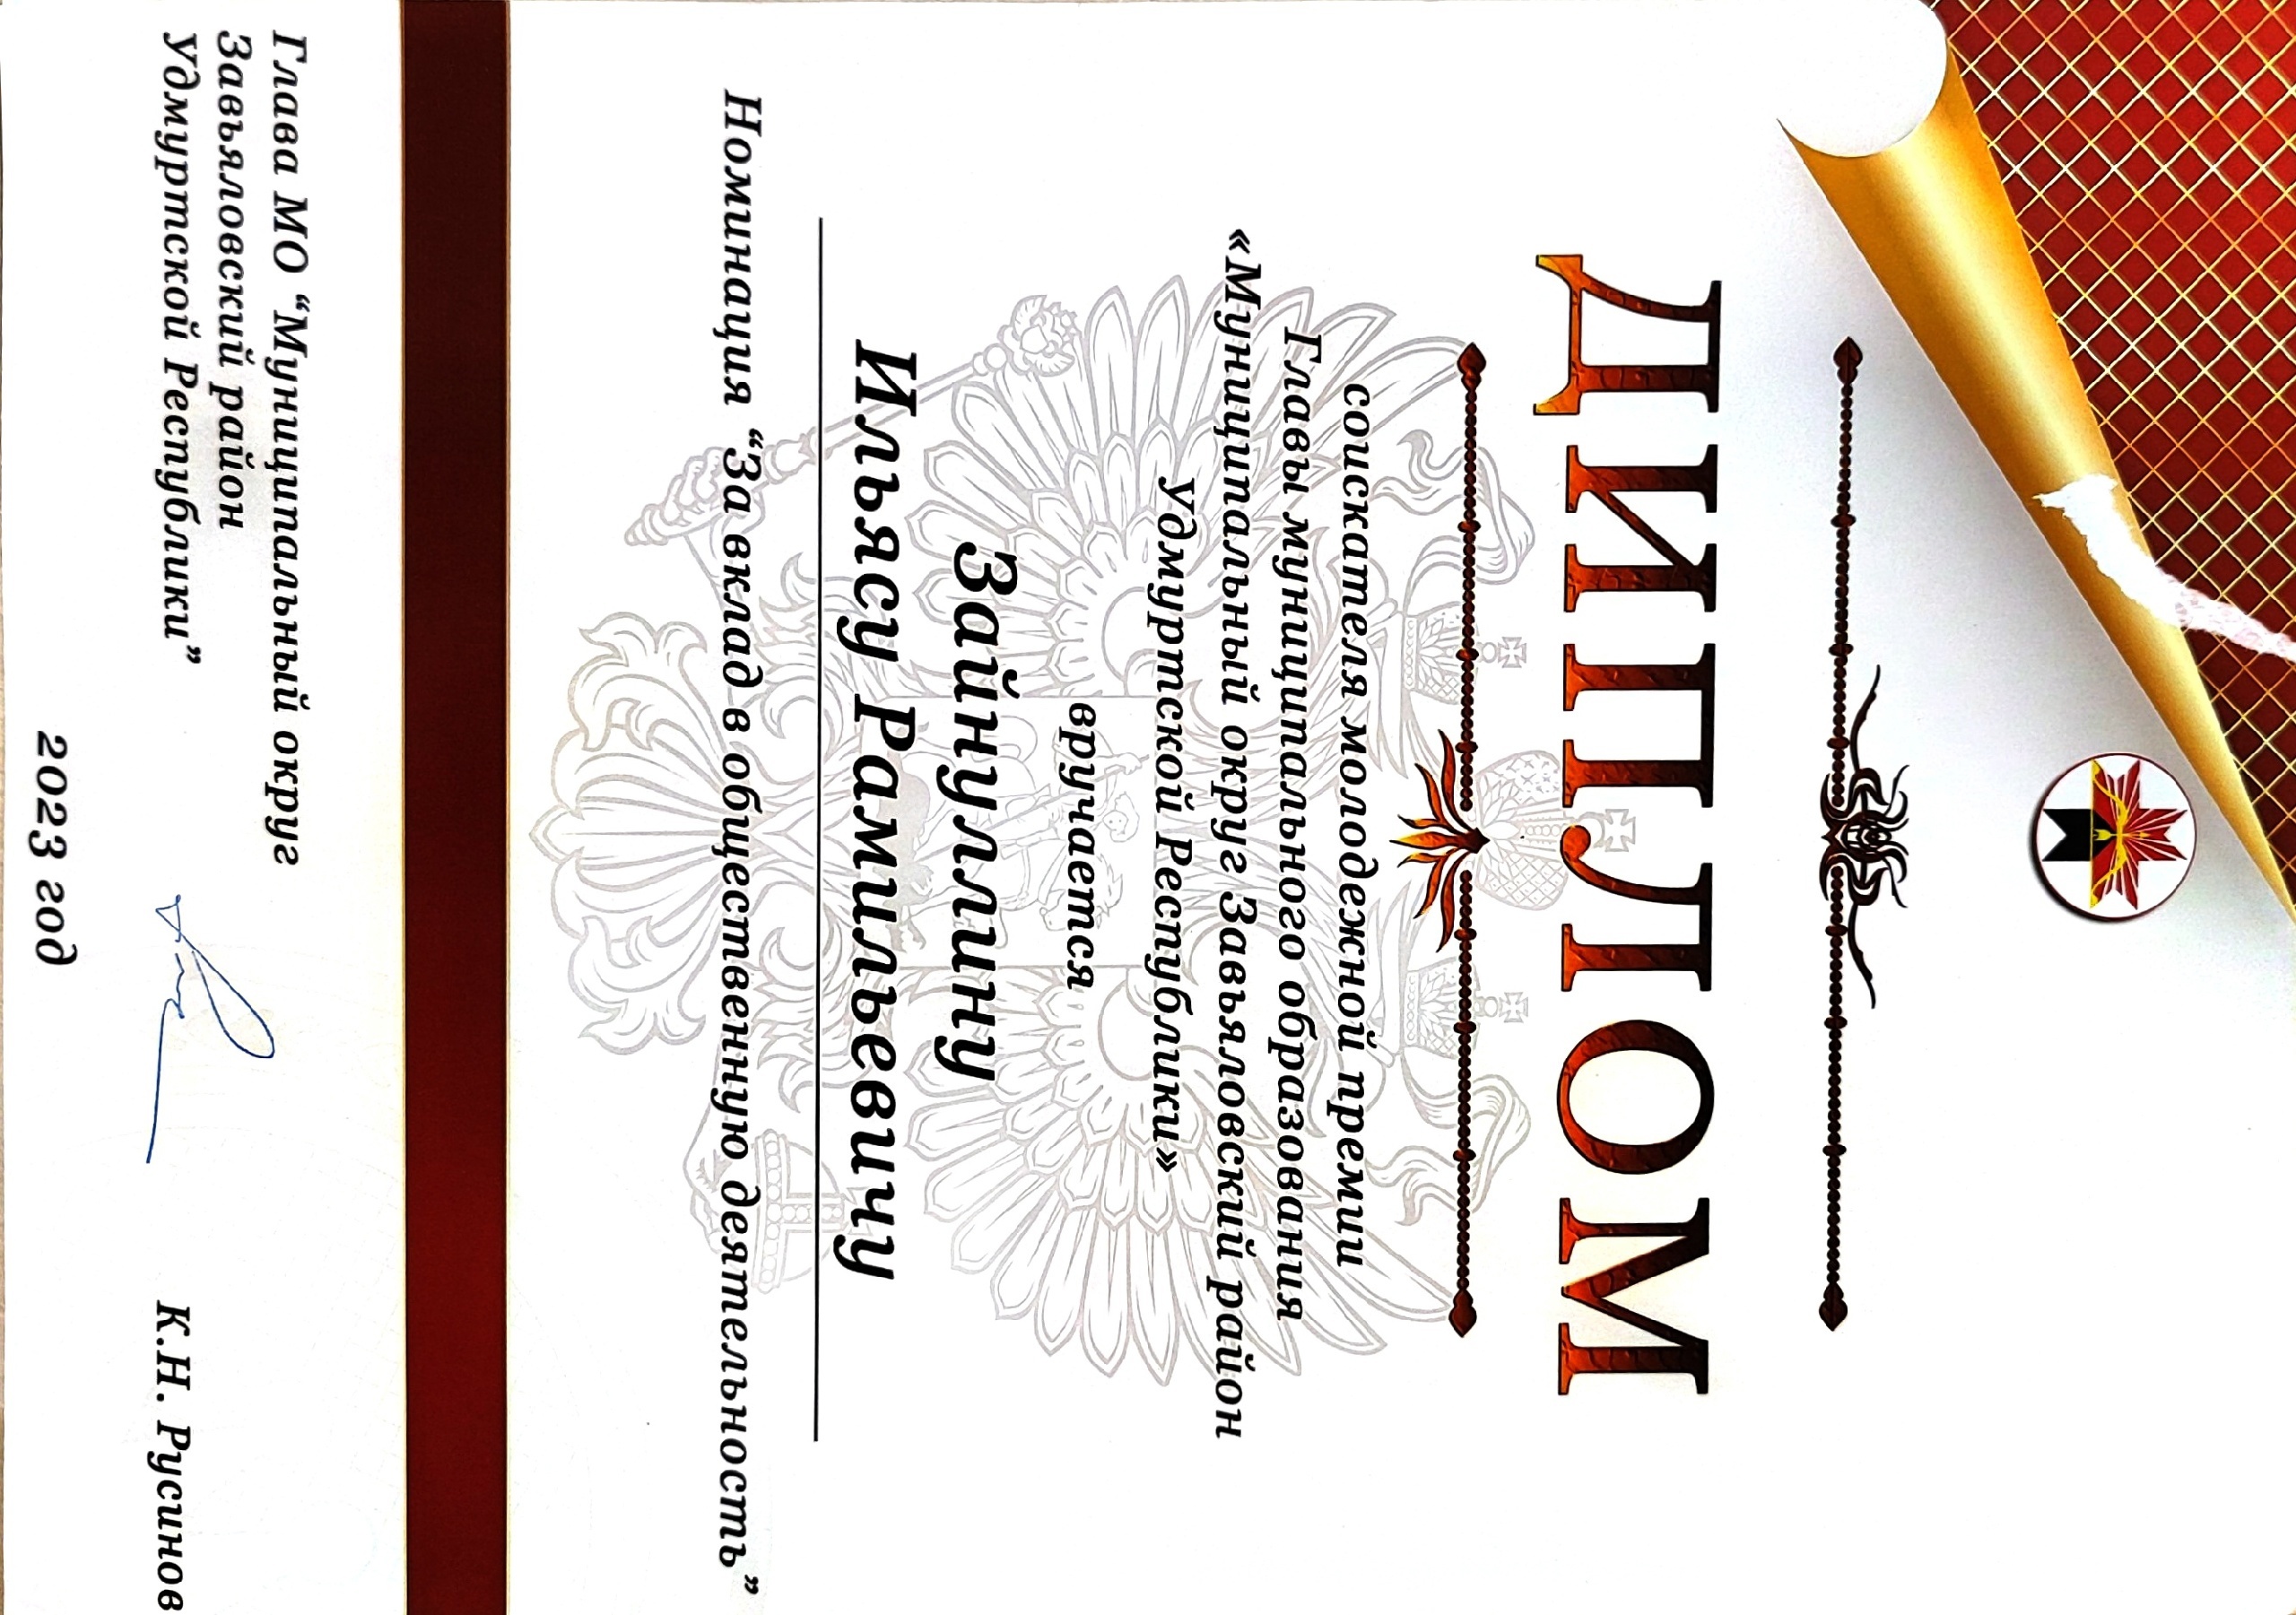 ДИПЛОМ
соискателя молодежной премии
Главы муниципального образования
«Муниципальный округ Завьяловский район
Удмуртской Республики»
вручается
Зайнуллину
Ильясу Рамильевичу
Номинация “За вклад в общественную деятельность”
Глава МО “Муниципальный округ
Завьяловский район
Удмуртской Республики”
К.Н. Русинов
2023 год